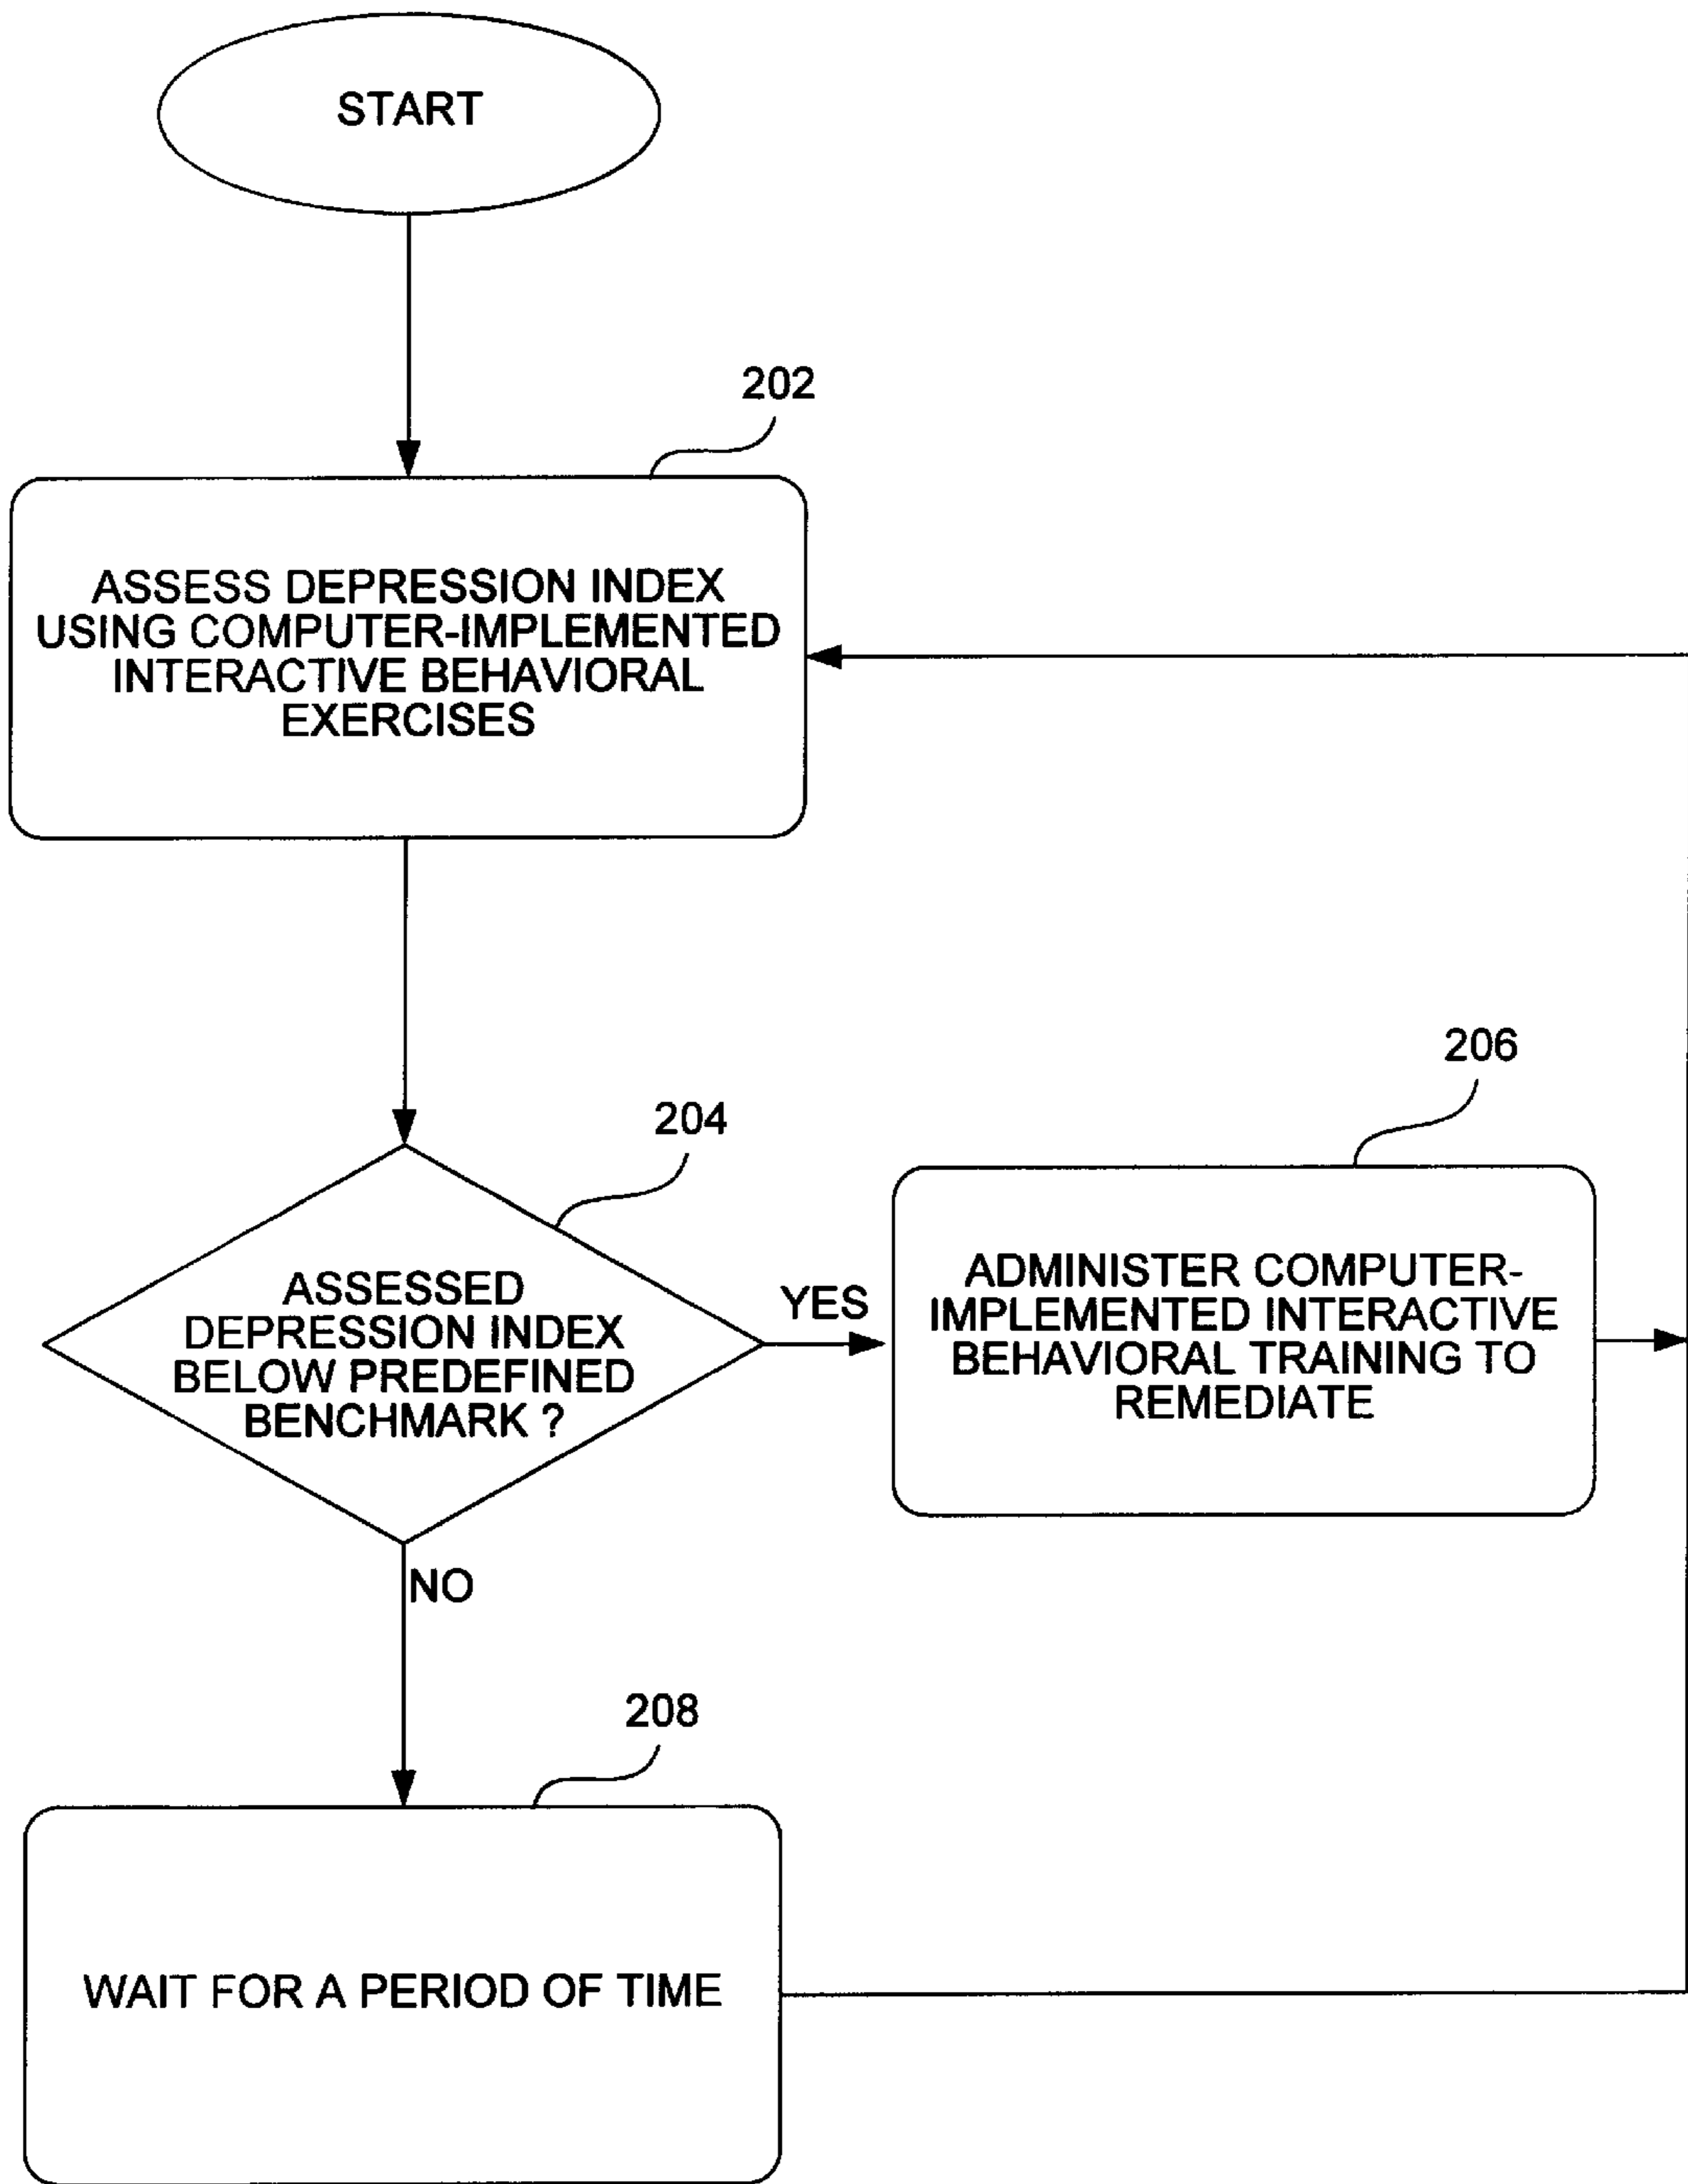 START
202
ASSESS DEPRESSION INDEX
USING COMPUTER-IMPLEMENTED
INTERACTIVE BEHAVIORAL
EXERCISES
204
ASSESSED
DEPRESSION INDEX
BELOW PREDEFINED
BENCHMARK ?
YES
206
ADMINISTER COMPUTER-
IMPLEMENTED INTERACTIVE
BEHAVIORAL TRAINING TO
REMEDIATE
NO
208
WAIT FOR A PERIOD OF TIME